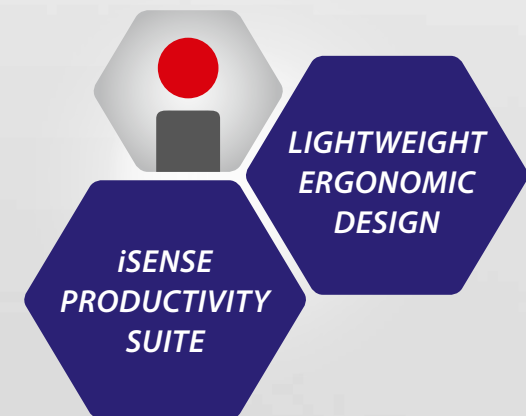 LIGHTWEIGHT
ERGONOMIC
DESIGN
iSENSE
PRODUCTIVITY
SUITE